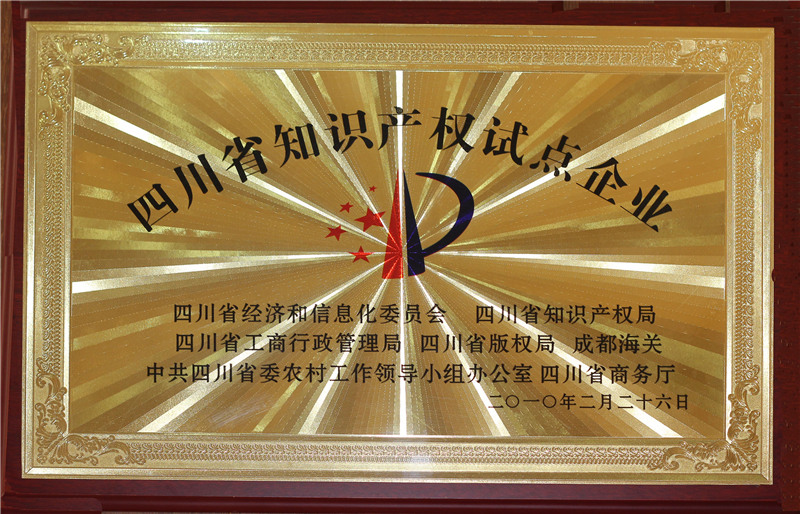 四川省知识产权试点企业
四川省经济和信息化委员会 四川省知识产权局
四川省工商行政管理局 四川省版权局 成都海关
中共四川省委农村工作领导小组办公室 四川省商务厅
二〇一〇年二月二十六日